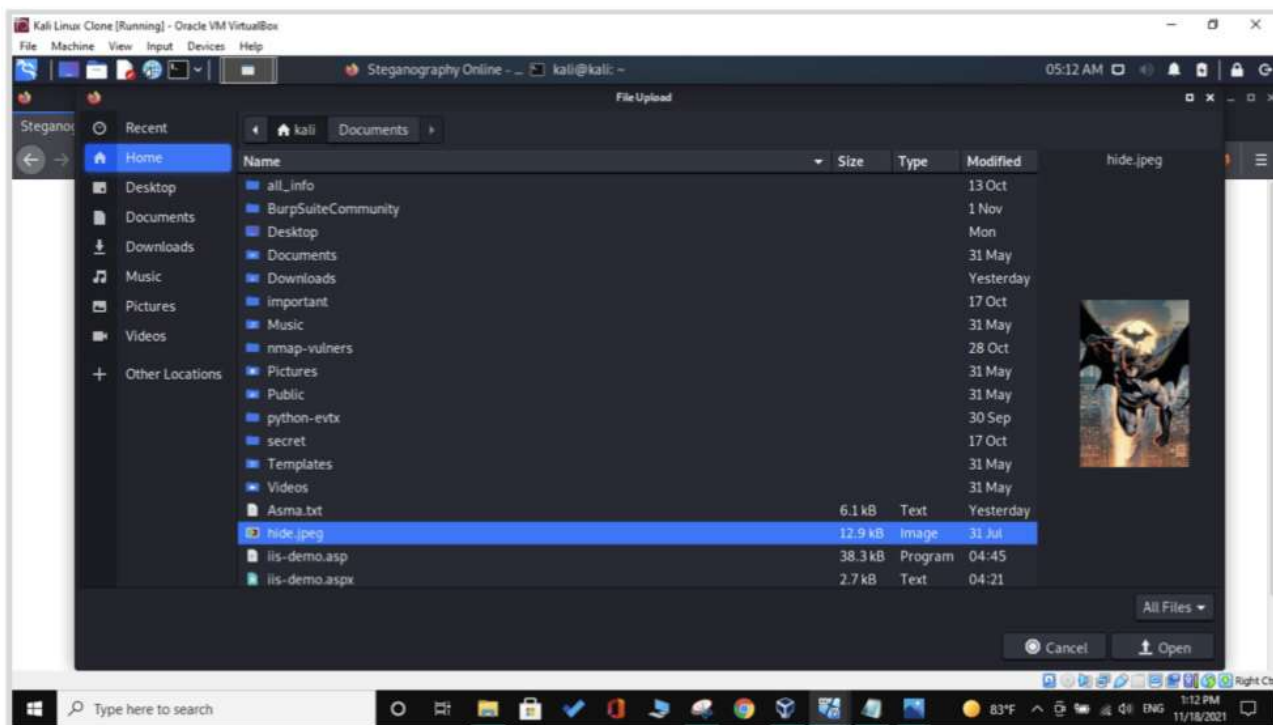 Kali Linux Clone [Running] - Oracle VM VirtualBox
File Machine View Input Devices Help
Steganography Online - ... kali@kali: ~ 05:12 AM
File Upload
Steganog
Recent
Home
Desktop
Documents
Downloads
Music
Pictures
Videos
Other Locations
kali Documents
Name Size Type Modified
all_info 13 Oct
BurpSuiteCommunity 1 Nov
Desktop Mon
Documents 31 May
Downloads Yesterday
important 17 Oct
Music 31 May
nmap-vulners 28 Oct
Pictures 31 May
Public 31 May
python-evtx 30 Sep
secret 17 Oct
Templates 31 May
Videos 31 May
Asma.txt 6.1 kB Text Yesterday
hide.jpeg 12.9 kB Image 31 Jul
iis-demo.asp 38.3 kB Program 04:45
iis-demo.aspx 2.7 kB Text 04:21
hide.jpeg
All Files
Cancel Open
Right Ct
Type here to search 83°F ENG 1:12 PM
11/18/2021